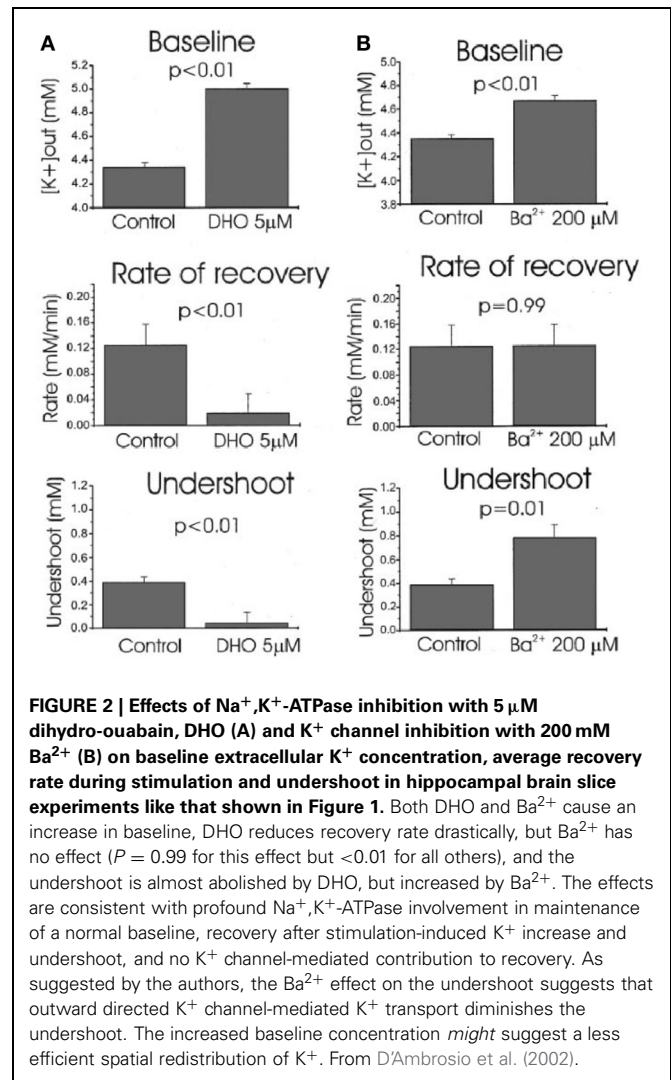 A
Baseline
p<0.01
[K+]out (mM)
5.2
5.0
4.8
4.6
4.4
4.2
4.0
Control
DHO 5µM
B
Baseline
p<0.01
[K+]out (mM)
5.0
4.8
4.6
4.4
4.2
4.0
3.8
Control
Ba²⁺ 200 µM
Rate of recovery
p<0.01
Rate (mM/min)
0.20
0.16
0.12
0.08
0.04
0.00
Control
DHO 5µM
Rate of recovery
p=0.99
Rate (mM/min)
0.20
0.16
0.12
0.08
0.04
0.00
Control
Ba²⁺ 200 µM
Undershoot
p<0.01
Undershoot (mM)
1.2
1.0
0.8
0.6
0.4
0.2
0.0
Control
DHO 5µM
Undershoot
p=0.01
Undershoot (mM)
1.2
1.0
0.8
0.6
0.4
0.2
0.0
Control
Ba²⁺ 200 µM
FIGURE 2 | Effects of Na⁺,K⁺-ATPase inhibition with 5 µM
dihydro-ouabain, DHO (A) and K⁺ channel inhibition with 200 mM
Ba²⁺ (B) on baseline extracellular K⁺ concentration, average recovery
rate during stimulation and undershoot in hippocampal brain slice
experiments like that shown in Figure 1. Both DHO and Ba²⁺ cause an
increase in baseline, DHO reduces recovery rate drastically, but Ba²⁺ has
no effect (P = 0.99 for this effect but <0.01 for all others), and the
undershoot is almost abolished by DHO, but increased by Ba²⁺. The effects
are consistent with profound Na⁺,K⁺-ATPase involvement in maintenance
of a normal baseline, recovery after stimulation-induced K⁺ increase and
undershoot, and no K⁺ channel-mediated contribution to recovery. As
suggested by the authors, the Ba²⁺ effect on the undershoot suggests that
outward directed K⁺ channel-mediated K⁺ transport diminishes the
undershoot. The increased baseline concentration might suggest a less
efficient spatial redistribution of K⁺. From D'Ambrosio et al. (2002).